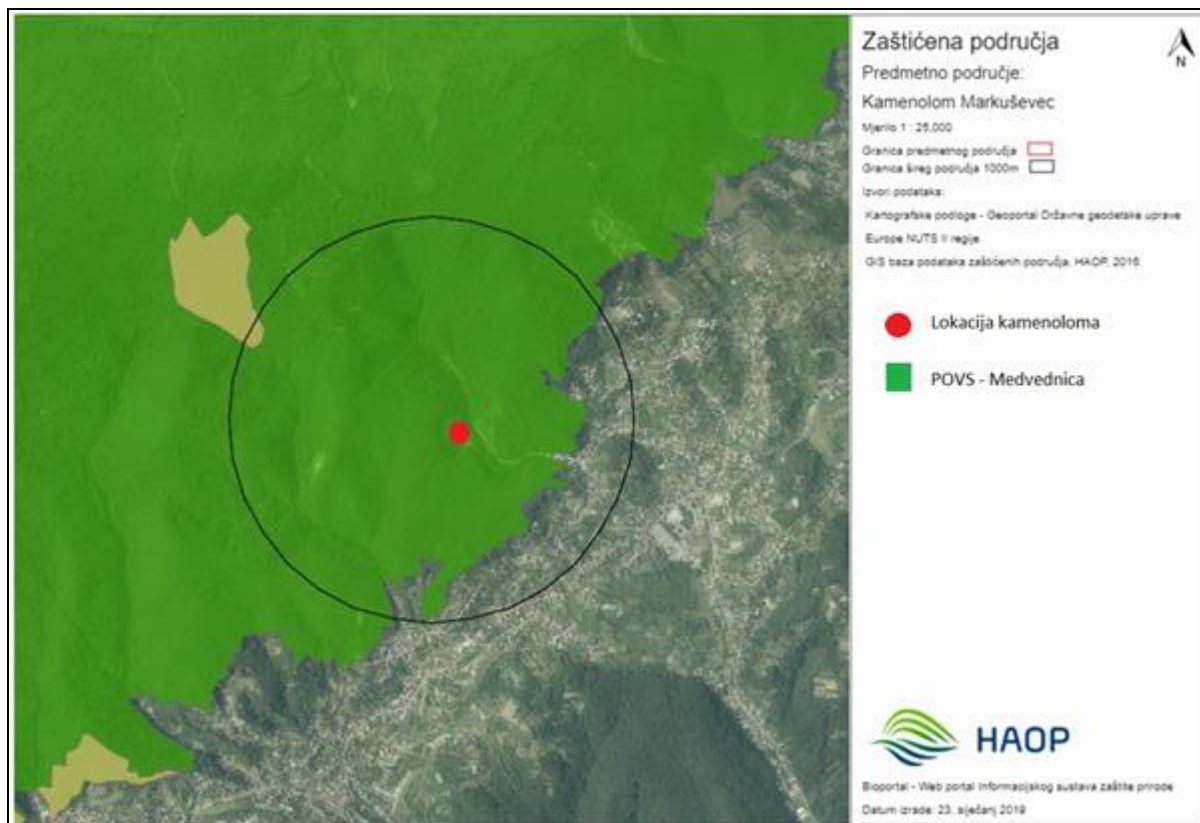 Zaštićena područja
N
Predmetno područje:
Kamenolom Markuševec
Mjerilo 1 : 25.000
Granica predmetnog područja
Granica šireg područja 1000m
Izvori podataka:
Kartografske podloge - Geoportal Državne geodetske uprave
Europe NUTS II regije
GIS baza podataka zaštićenih područja, HAOP, 2016.
Lokacija kamenoloma
POVS - Medvednica
HAOP
Bioportal - Web portal Informacijskog sustava zaštite prirode
Datum izrade: 23. siječanj 2019